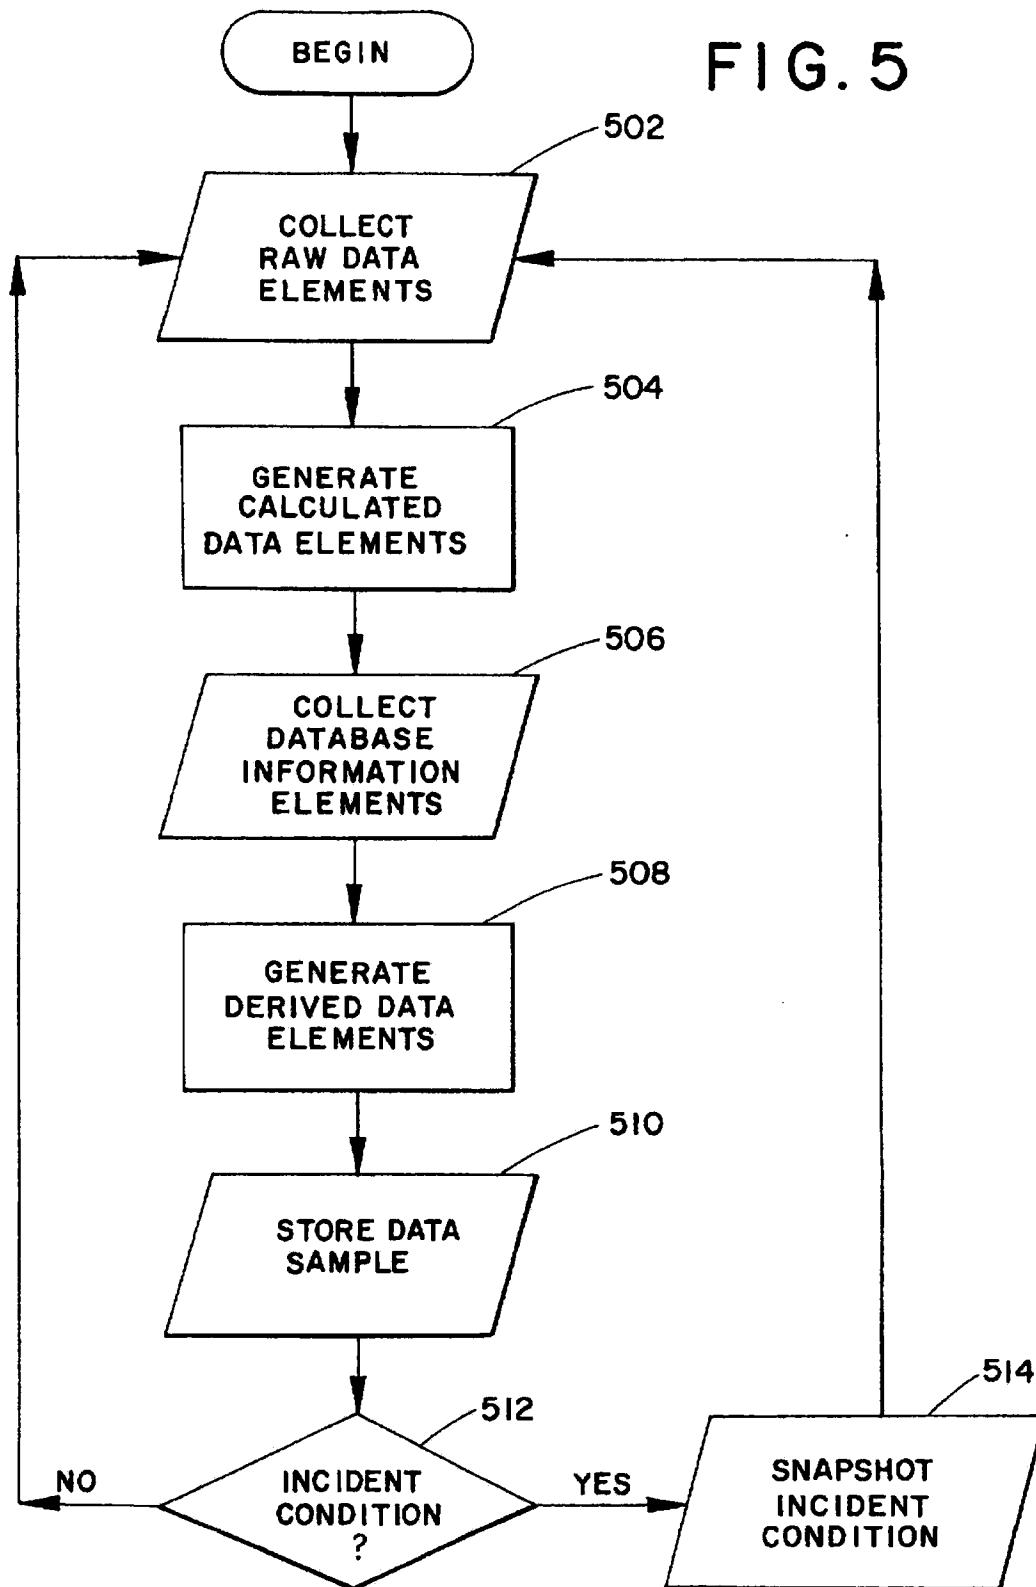 BEGIN
FIG. 5
502
COLLECT
RAW DATA
ELEMENTS
504
GENERATE
CALCULATED
DATA ELEMENTS
506
COLLECT
DATABASE
INFORMATION
ELEMENTS
508
GENERATE
DERIVED DATA
ELEMENTS
510
STORE DATA
SAMPLE
512
INCIDENT
CONDITION
?
NO
YES
514
SNAPSHOT
INCIDENT
CONDITION